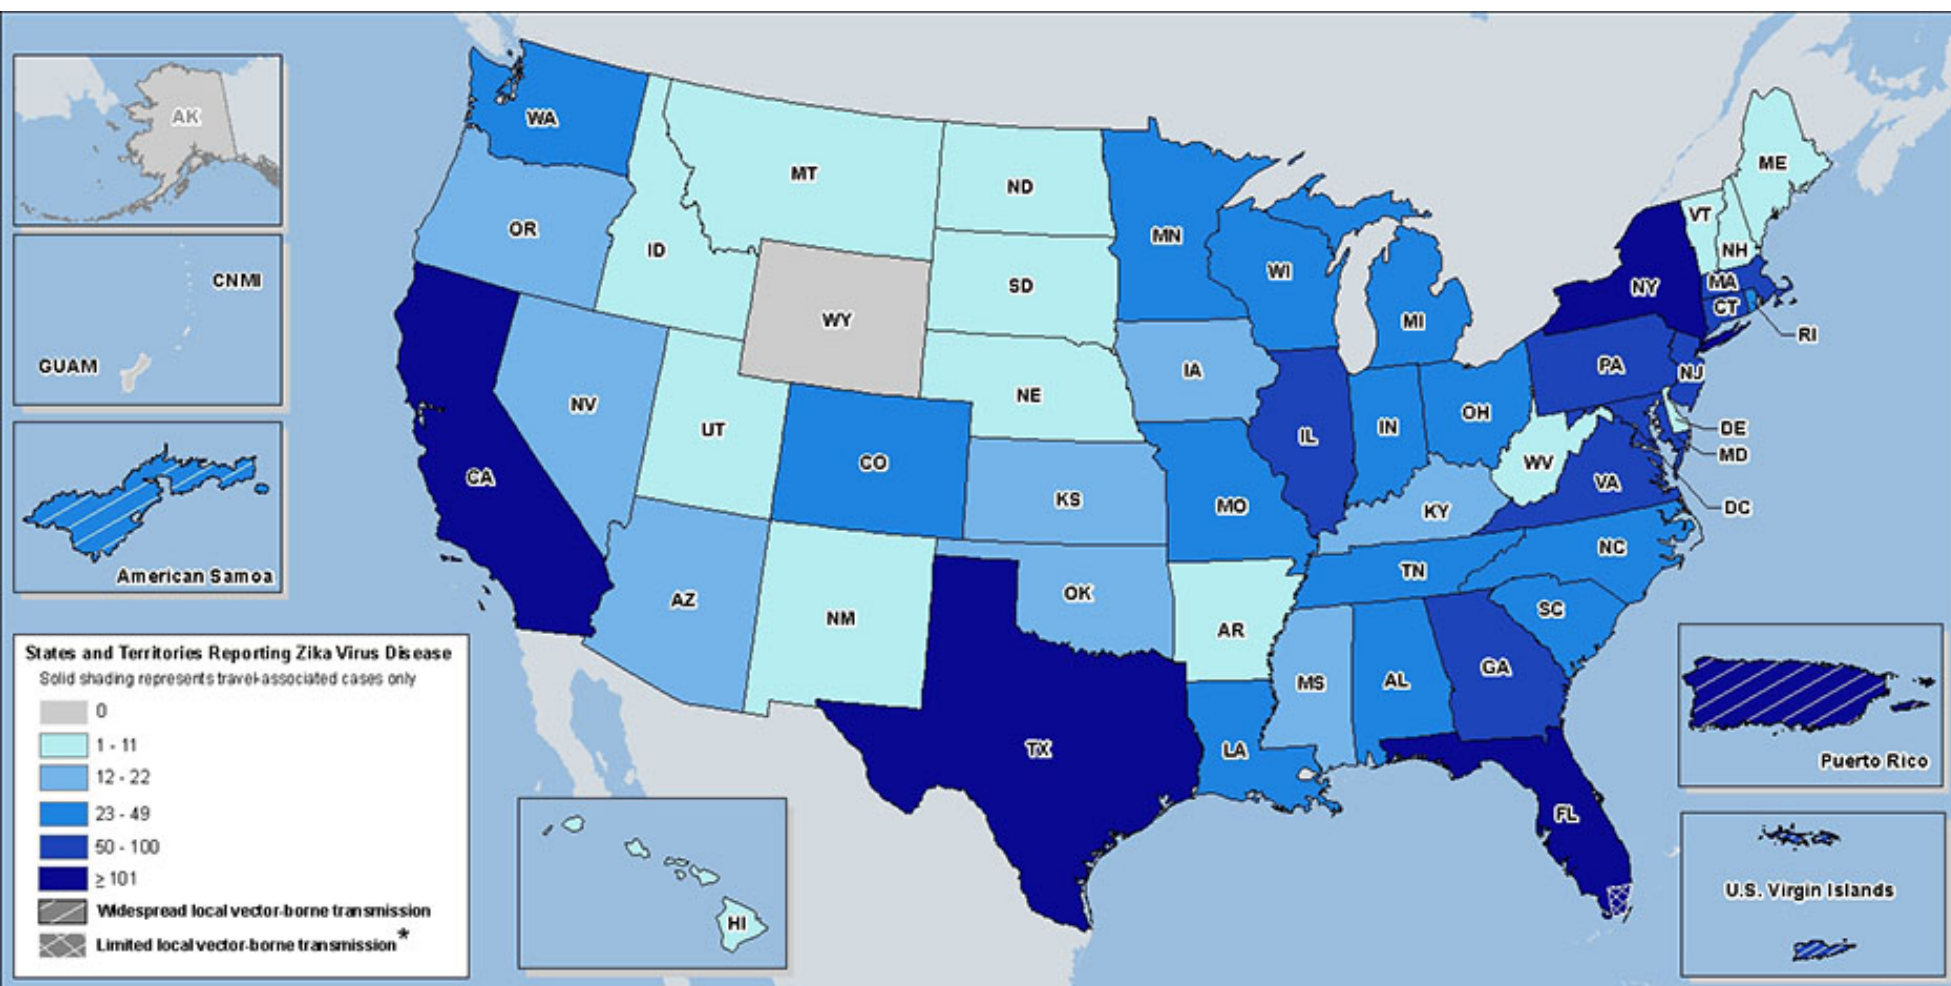 AK
CNMI
GUAM
American Samoa
States and Territories Reporting Zika Virus Disease
Solid shading represents travel-associated cases only
0
1 - 11
12 - 22
23 - 49
50 - 100
≥ 101
Widespread local vector-borne transmission
Limited local vector-borne transmission*
WA
MT
ND
ME
OR
ID
MN
VT
NH
WI
SD
WY
MI
NY
MA
CT
RI
IA
PA
NJ
NE
NV
UT
OH
IN
IL
DE
MD
CO
WV
CA
VA
KS
MO
KY
DC
NC
TN
OK
AZ
NM
SC
AR
GA
MS
AL
TX
LA
FL
HI
Puerto Rico
U.S. Virgin Islands